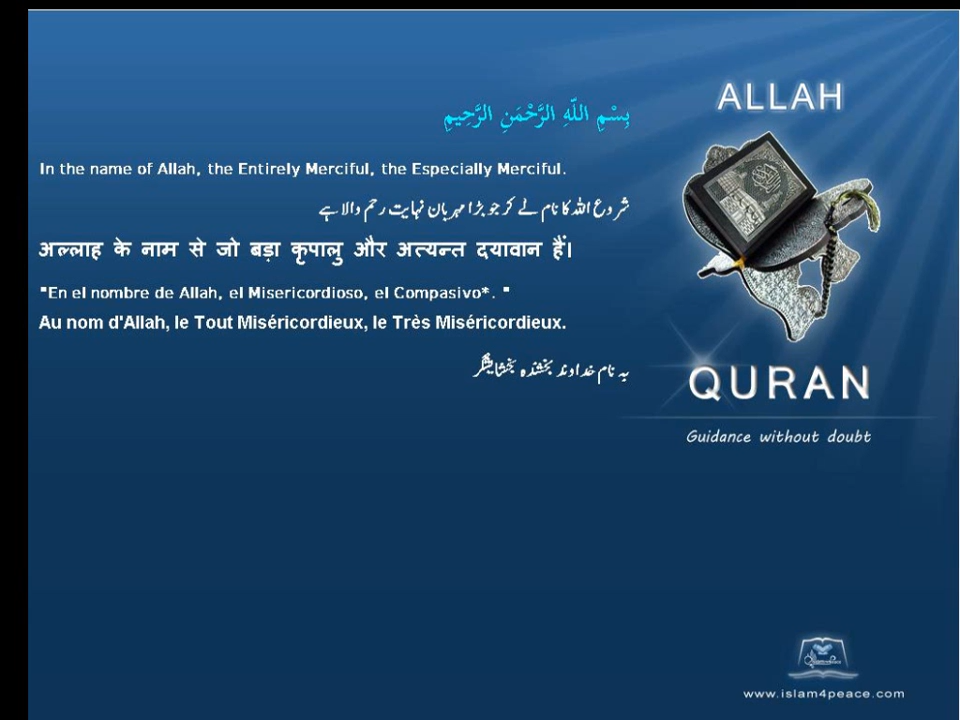 بِسْمِ اللَّهِ الرَّحْمَنِ الرَّحِيمِ
In the name of Allah, the Entirely Merciful, the Especially Merciful.
شروع الله کا نام لے کر جو بڑا مہربان نہایت رحم والا ہے
अल्लाह के नाम से जो बड़ा कृपालु और अत्यन्त दयावान हैं।
"En el nombre de Allah, el Misericordioso, el Compasivo*. "
Au nom d'Allah, le Tout Miséricordieux, le Très Miséricordieux.
به نام خداوند بخشنده بخشایشگر
ALLAH
QURAN
Guidance without doubt
www.islam4peace.com